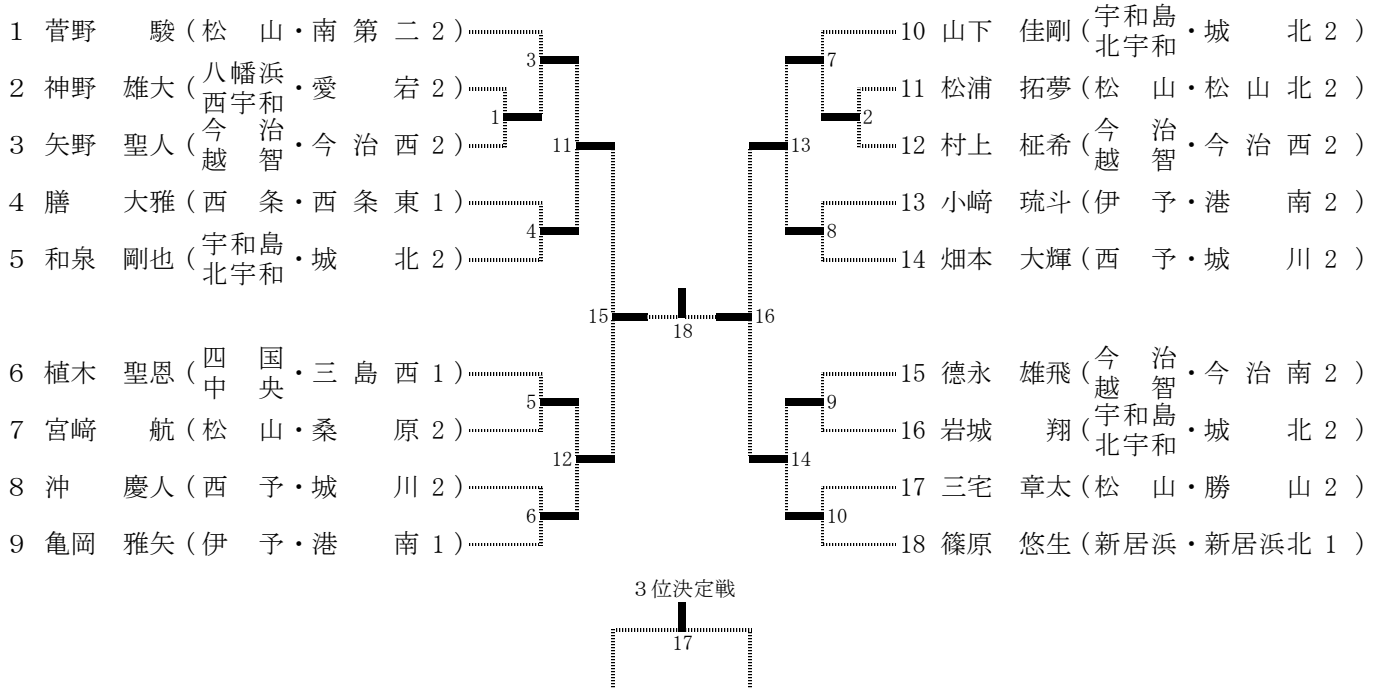 1 菅野 駿(松 山・南第二2)
3
2 神野 雄大(八幡浜西宇和・愛 宕2)
1
3 矢野 聖人(今治越智・今治西2)
11
4 膳 大雅(西 条・西条東1)
4
5 和泉 剛也(宇和島北宇和・城 北2)
15
6 植木 聖恩(四国中央・三島西1)
5
7 宮﨑 航(松 山・桑 原2)
12
8 沖 慶人(西 予・城 川2)
6
9 亀岡 雅矢(伊 予・港 南1)
18
10 山下 佳剛(宇和島北宇和・城 北2)
7
11 松浦 拓夢(松 山・松山北2)
2
12 村上 柾希(今治越智・今治西2)
13
13 小﨑 琉斗(伊 予・港 南2)
8
14 畑本 大輝(西 予・城 川2)
16
15 德永 雄飛(今治越智・今治南2)
9
16 岩城 翔(宇和島北宇和・城 北2)
14
17 三宅 章太(松 山・勝 山2)
10
18 篠原 悠生(新居浜・新居浜北1)
3位決定戦
17